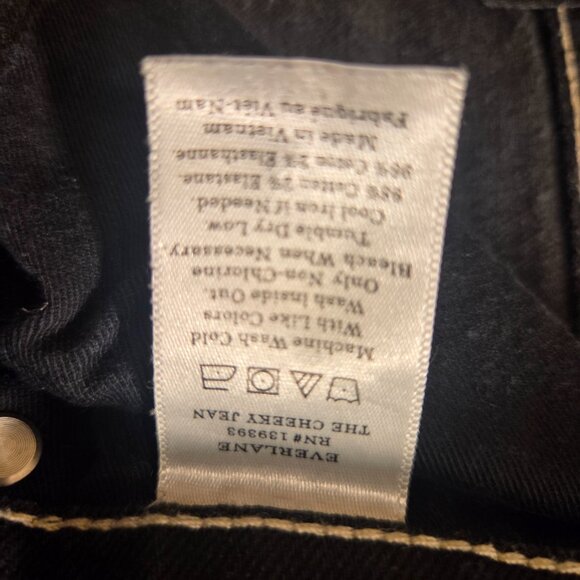 EVERLANE
RN# 139393
THE CHEEKY JEAN
Machine Wash Cold
With Like Colors
Wash Inside Out.
Only Non-Chlorine
Bleach When Necessary
Tumble Dry Low.
Cool Iron if Needed.
98% Cotton 2% Elastane.
98% Coton 2% Elasthanne
Made in Vietnam
Fabriqué au Viêt-Nam